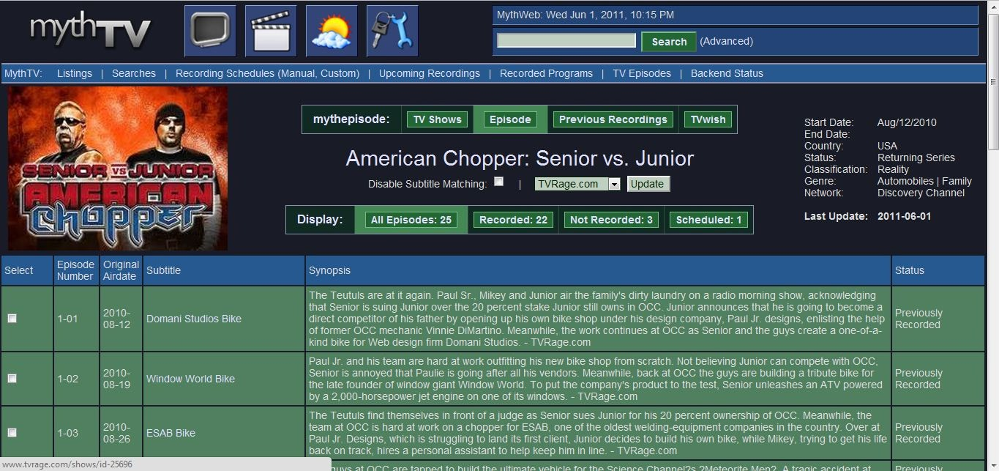 mythTV
MythWeb: Wed Jun 1, 2011, 10:15 PM
Search (Advanced)
MythTV: Listings | Searches | Recording Schedules (Manual, Custom) | Upcoming Recordings | Recorded Programs | TV Episodes | Backend Status
SENIOR VS JUNIOR
AMERICAN
Chopper
mythepisode: TV Shows Episode Previous Recordings TVwish
American Chopper: Senior vs. Junior
Disable Subtitle Matching: | TVRage.com Update
Display: All Episodes: 25 Recorded: 22 Not Recorded: 3 Scheduled: 1
Start Date: Aug/12/2010
End Date:
Country: USA
Status: Returning Series
Classification: Reality
Genre: Automobiles | Family
Network: Discovery Channel
Last Update: 2011-06-01
Select Episode Number Original Airdate Subtitle Synopsis Status
1-01
2010-
08-12
Domani Studios Bike
The Teutuls are at it again. Paul Sr., Mikey and Junior air the family's dirty laundry on a radio morning show, acknowledging
that Senior is suing Junior over the 20 percent stake Junior still owns in OCC. Junior announces that he is going to become a
direct competitor of his father by opening up his own bike shop under his design company, Paul Jr. designs, enlisting the help
of former OCC mechanic Vinnie DiMartino. Meanwhile, the work continues at OCC as Senior and the guys create a one-of-a-
kind bike for Web design firm Domani Studios. - TVRage.com
Previously
Recorded
1-02
2010-
08-19
Window World Bike
Paul Jr. and his team are hard at work outfitting his new bike shop from scratch. Not believing Junior can compete with OCC,
Senior is annoyed that Paulie is going after all his vendors. Meanwhile, back at OCC the guys are building a tribute bike for
the late founder of window giant Window World. To put the company's product to the test, Senior unleashes an ATV powered
by a 2,000-horsepower jet engine on one of its windows. - TVRage.com
Previously
Recorded
1-03
2010-
08-26
ESAB Bike
The Teutuls find themselves in front of a judge as Senior sues Junior for his 20 percent ownership of OCC. Meanwhile, the
team at OCC is hard at work on a chopper for ESAB, one of the oldest welding-equipment companies in the country. Over at
Paul Jr. Designs, which is struggling to land its first client, Junior decides to build his own bike, while Mikey, trying to get his life
back on track, hires a personal assistant to help keep him in line. - TVRage.com
Previously
Recorded
guys at OCC are tapped to build the ultimate vehicle for the Science Channel?s ?Meteorite Men?. A tragic accident at
Previously
www.tvrage.com/shows/id-25696